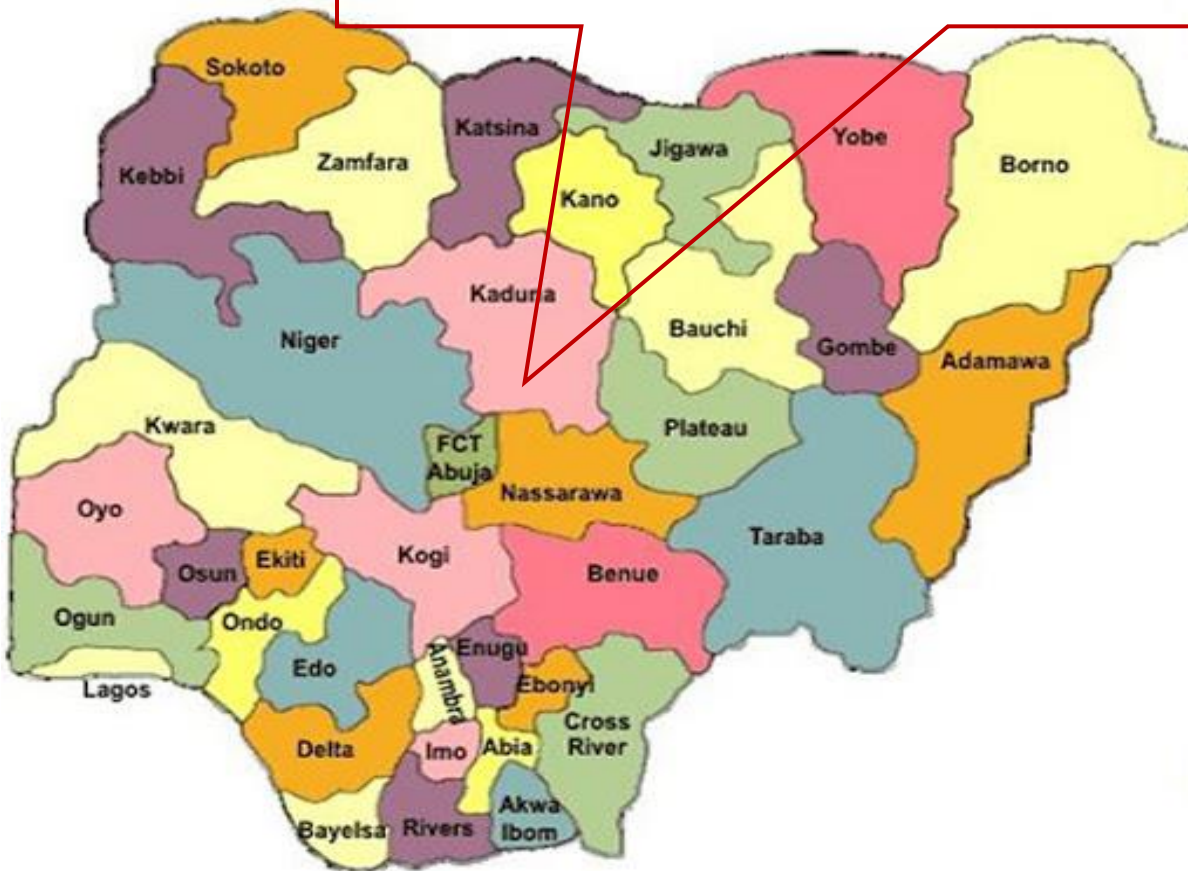 Sokoto
Katsina
Jigawa
Yobe
Borno
Zamfara
Kebbi
Kano
Kaduna
Niger
Bauchi
Gombe
Adamawa
Kwara
Plateau
FCT
Abuja
Nassarawa
Oyo
Taraba
Kogi
Benue
Ekiti
Osun
Ogun
Ondo
Edo
Enugu
Anambra
Ebonyi
Lagos
Cross
River
Delta
Imo
Abia
Akwa
Ibom
Bayelsa
Rivers